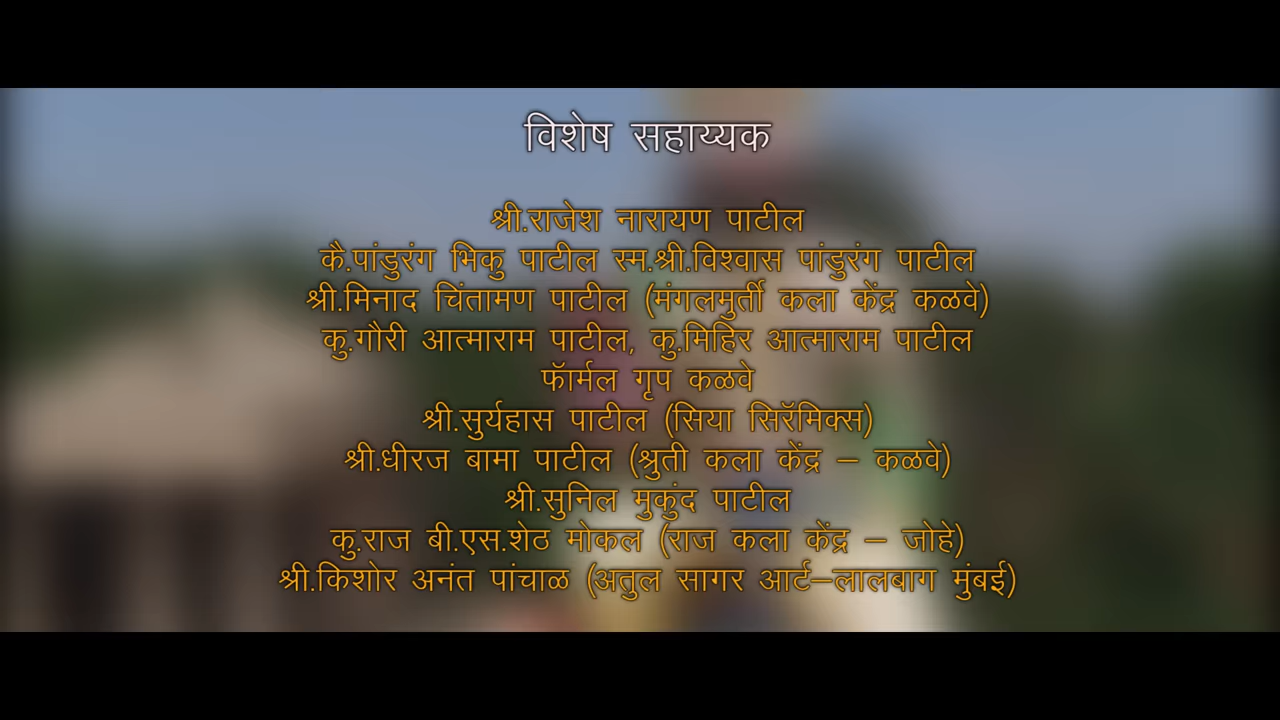 विशेष सहाय्यक
श्री.राजेश नारायण पाटील
कै.पांडुरंग भिकु पाटील स्म.श्री.विश्वास पांडुरंग पाटील
श्री.मिनाद चिंतामण पाटील (मंगलमुर्ती कला केंद्र कळवे)
कु.गौरी आत्माराम पाटील, कु.मिहिर आत्माराम पाटील
फॅार्मल गृप कळवे
श्री.सुर्यहास पाटील (सिया सिरॅमिक्स)
श्री.धीरज बामा पाटील (श्रुती कला केंद्र – कळवे)
श्री.सुनिल मुकुंद पाटील
कु.राज बी.एस.शेठ मोकल (राज कला केंद्र – जोहे)
श्री.किशोर अनंत पांचाळ (अतुल सागर आर्ट–लालबाग मुंबई)